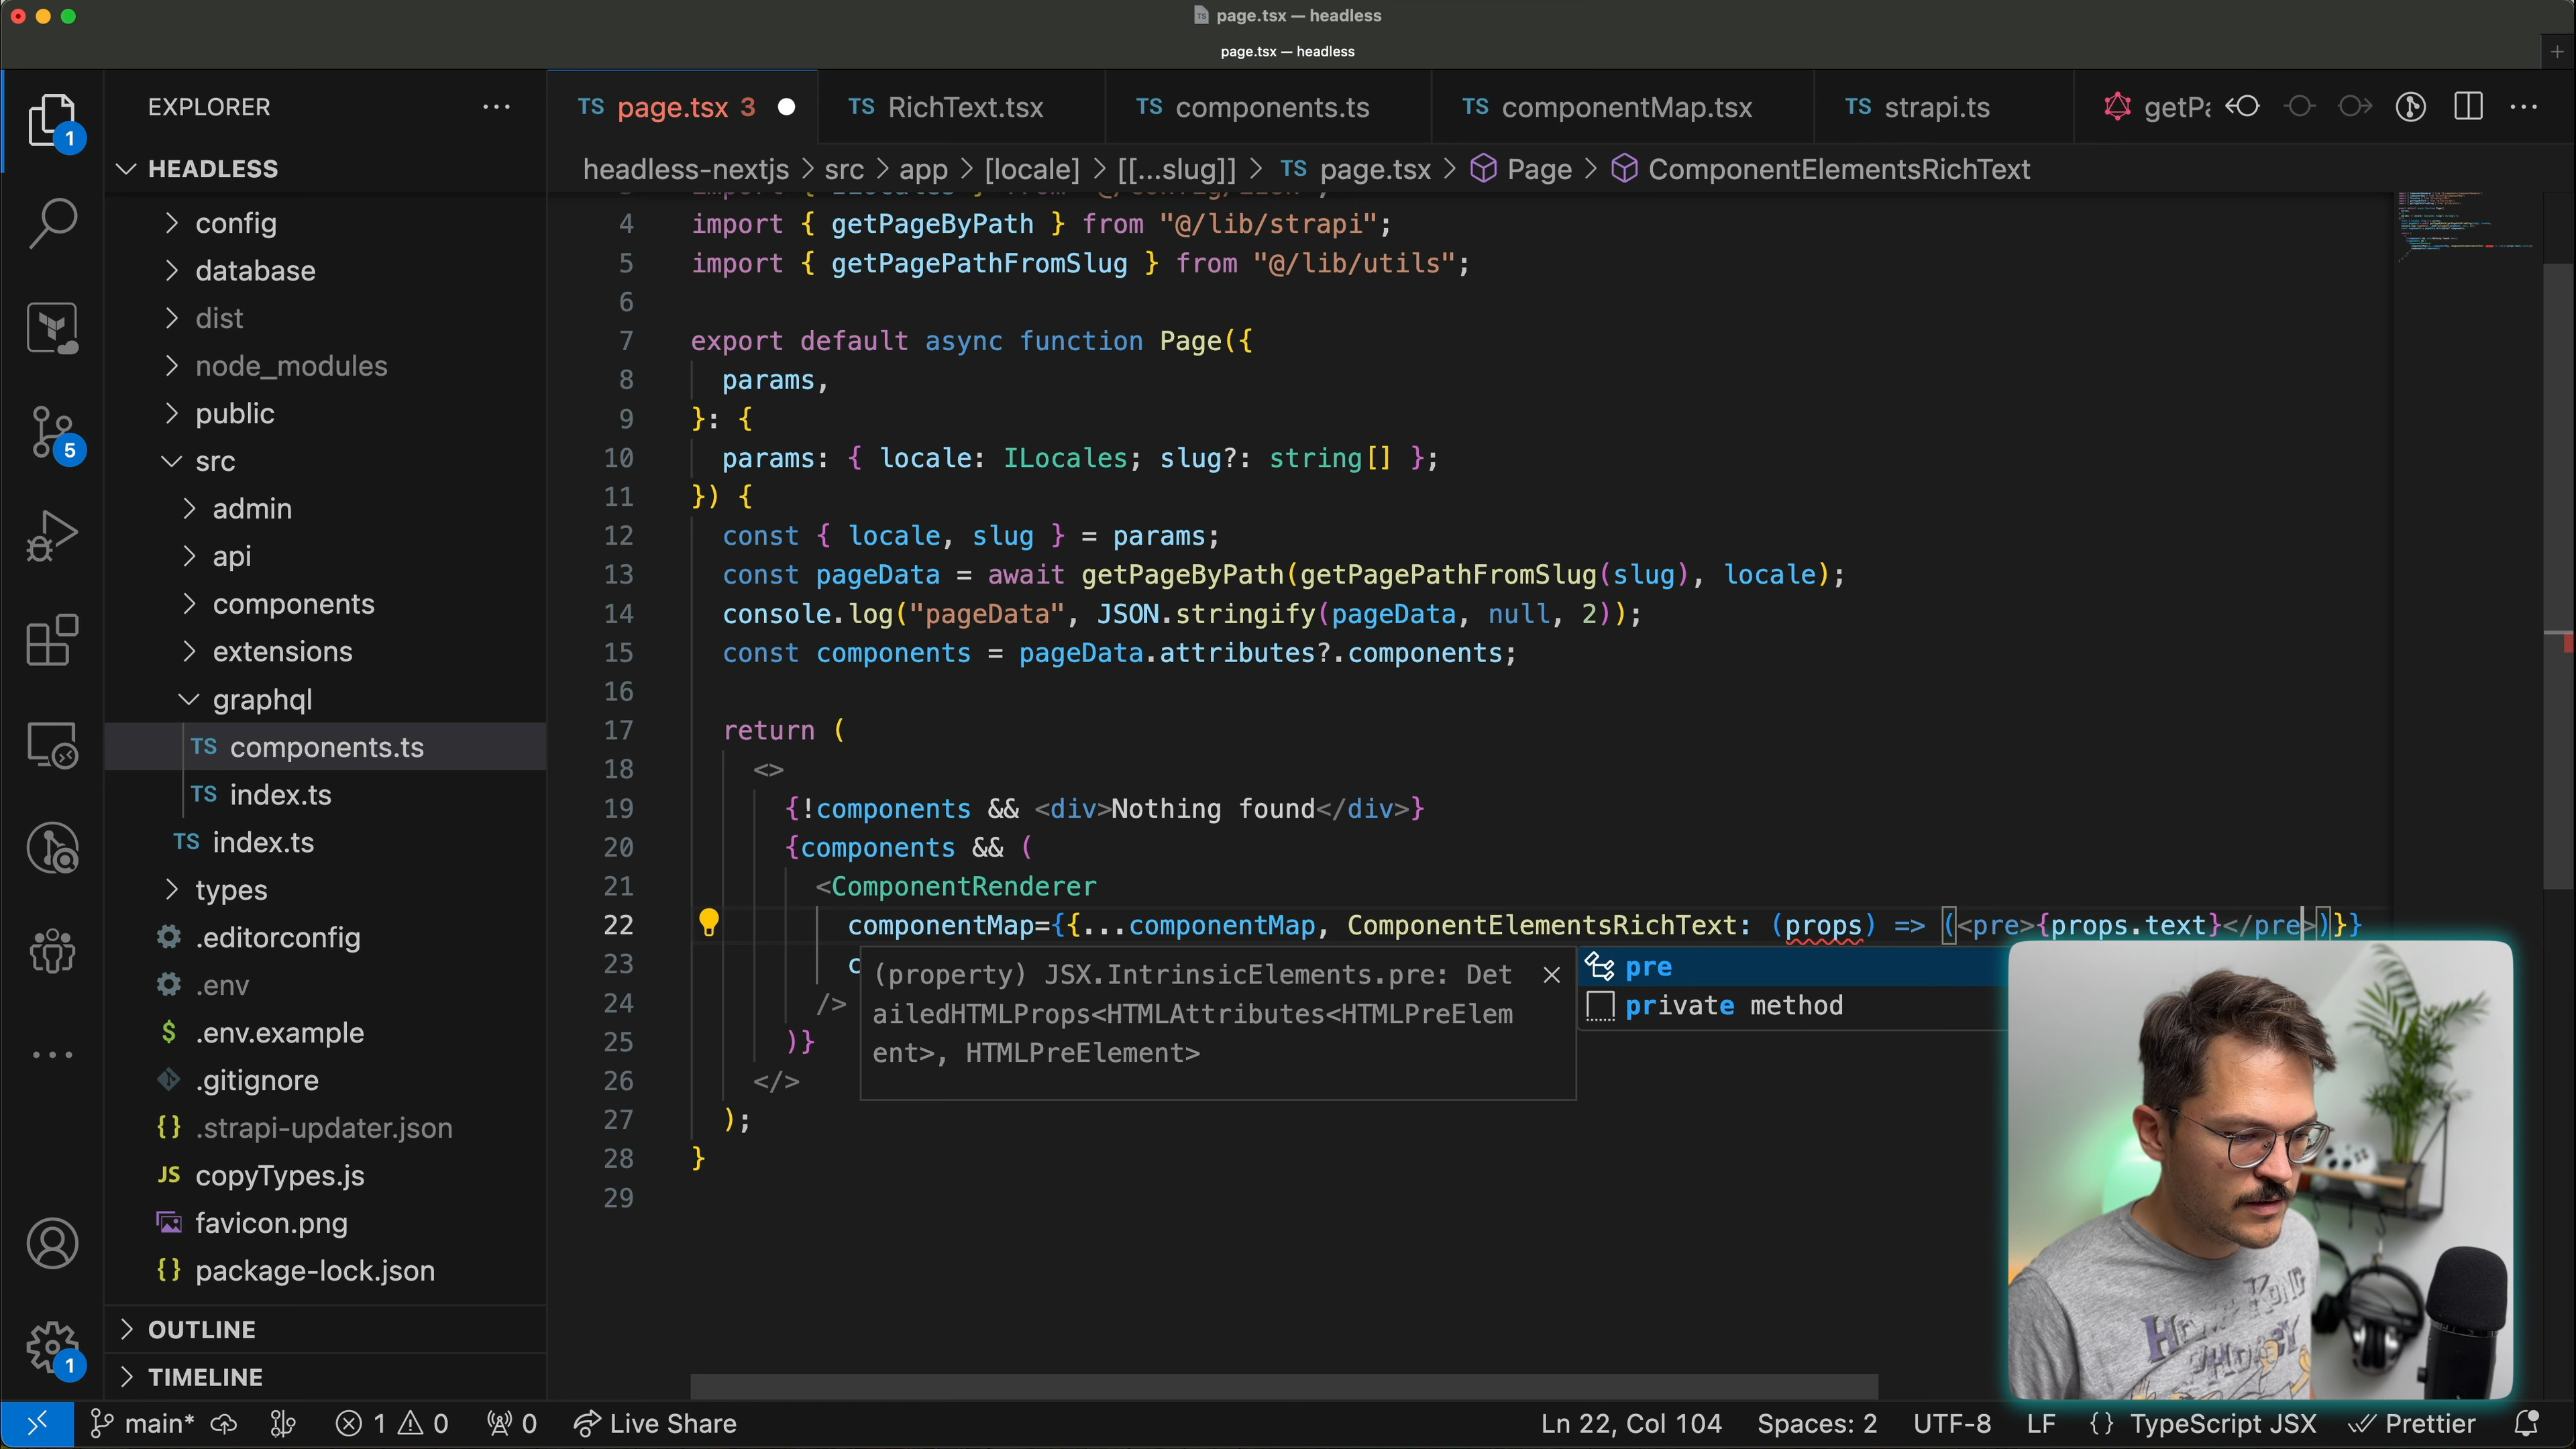 page.tsx — headless
page.tsx — headless
EXPLORER
TS page.tsx 3
TS RichText.tsx
TS components.ts
TS componentMap.tsx
TS strapi.ts
HEADLESS
headless-nextjs > src > app > [locale] > [[...slug]] > TS page.tsx > Page > ComponentElementsRichText
config
database
dist
node_modules
public
src
admin
api
components
extensions
graphql
TS components.ts
TS index.ts
TS index.ts
types
.editorconfig
.env
$ .env.example
.gitignore
{} .strapi-updater.json
JS copyTypes.js
favicon.png
{} package-lock.json
OUTLINE
TIMELINE
1
5
1
4 import { getPageByPath } from "@/lib/strapi";
5 import { getPagePathFromSlug } from "@/lib/utils";
6
7 export default async function Page({
8 params,
9 }: {
10 params: { locale: ILocales; slug?: string[] };
11 }) {
12 const { locale, slug } = params;
13 const pageData = await getPageByPath(getPagePathFromSlug(slug), locale);
14 console.log("pageData", JSON.stringify(pageData, null, 2));
15 const components = pageData.attributes?.components;
16
17 return (
18 <>
19 {!components && <div>Nothing found</div>}
20 {components && (
21 <ComponentRenderer
22 componentMap={{...componentMap, ComponentElementsRichText: (props) => (<pre>{props.text}</pre>)}}
23 c
24 />
25 )}
26 </>
27 );
28 }
29
(property) JSX.IntrinsicElements.pre: Det
ailedHTMLProps<HTMLAttributes<HTMLPreElem
ent>, HTMLPreElement>
pre
private method
main* 1 0 0 Live Share
Ln 22, Col 104 Spaces: 2 UTF-8 LF {} TypeScript JSX Prettier